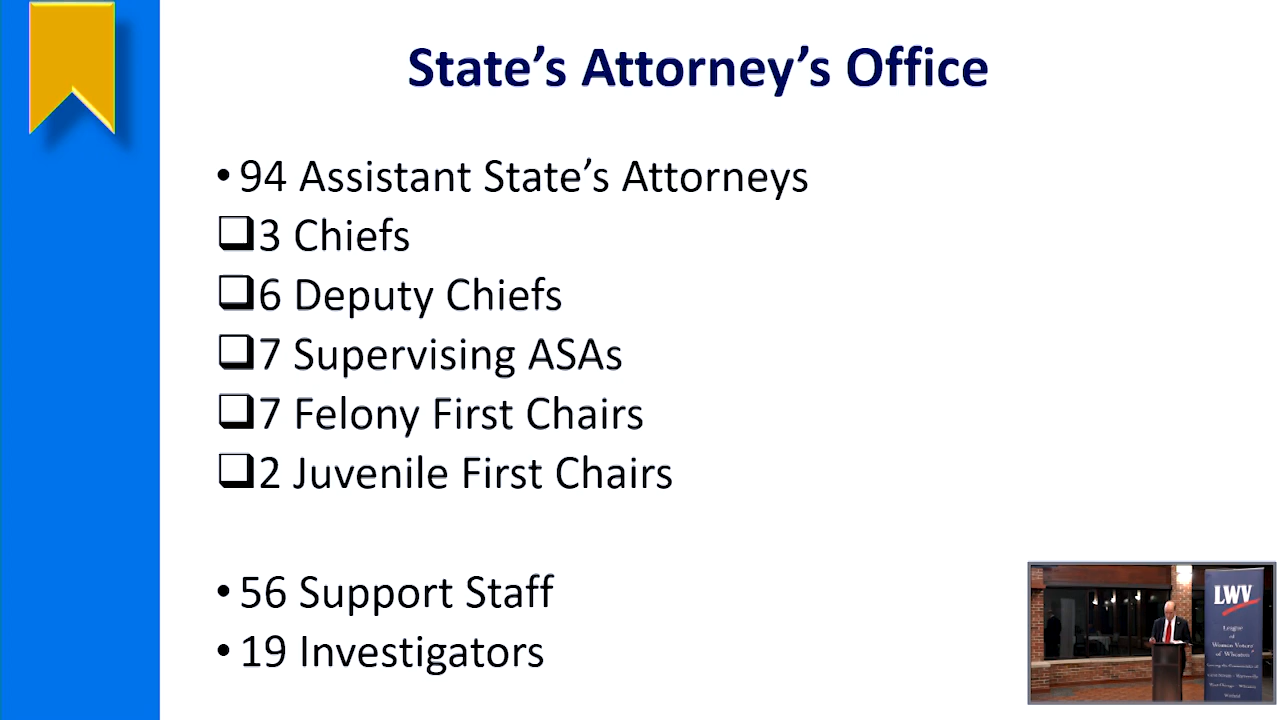 State’s Attorney’s Office
• 94 Assistant State’s Attorneys
❑3 Chiefs
❑6 Deputy Chiefs
❑7 Supervising ASAs
❑7 Felony First Chairs
❑2 Juvenile First Chairs
• 56 Support Staff
• 19 Investigators
LWV
League
of
Women Voters
of Wheaton